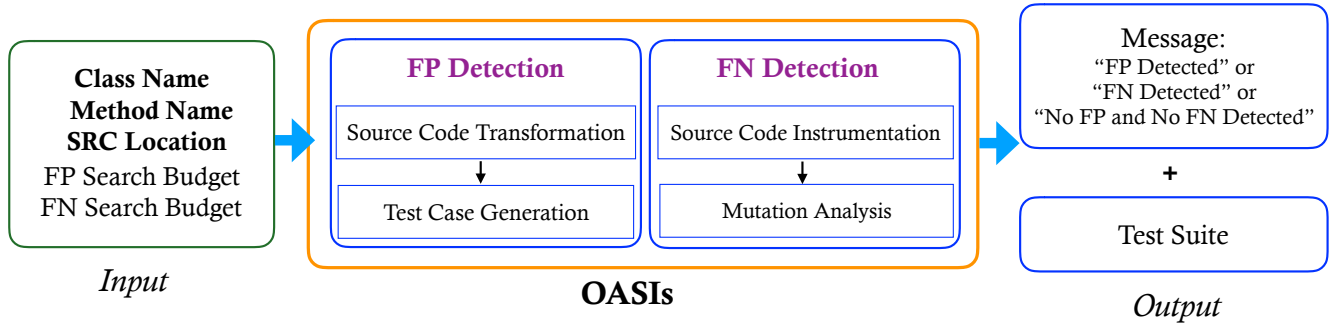 Class Name
Method Name
SRC Location
FP Search Budget
FN Search Budget
Input
FP Detection
Source Code Transformation
Test Case Generation
FN Detection
Source Code Instrumentation
Mutation Analysis
OASIs
Message:
“FP Detected” or
“FN Detected” or
“No FP and No FN Detected”
+
Test Suite
Output